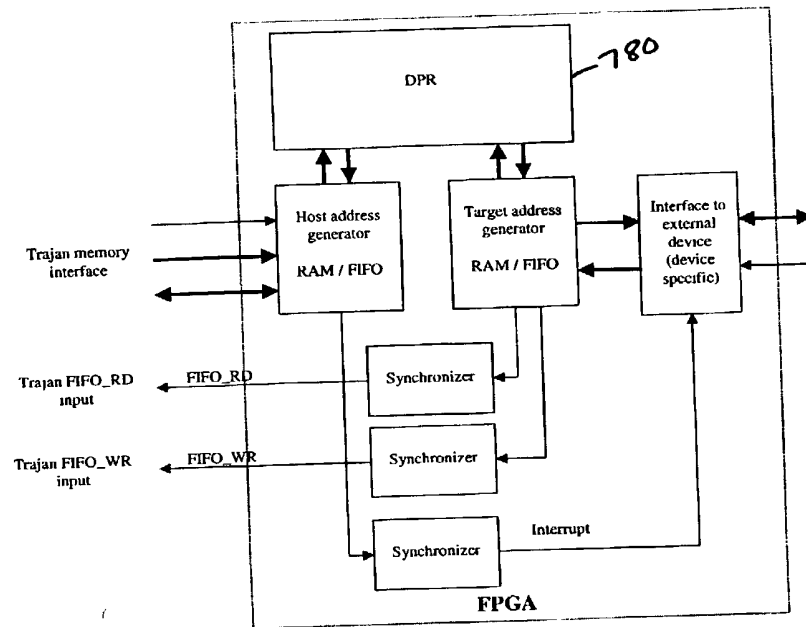 780
DPR
Host address
generator
RAM / FIFO
Target address
generator
RAM / FIFO
Interface to
external
device
(device
specific)
Trajan memory
interface
Trajan FIFO_RD
input
FIFO_RD
Synchronizer
Trajan FIFO_WR
input
FIFO_WR
Synchronizer
Synchronizer
Interrupt
FPGA